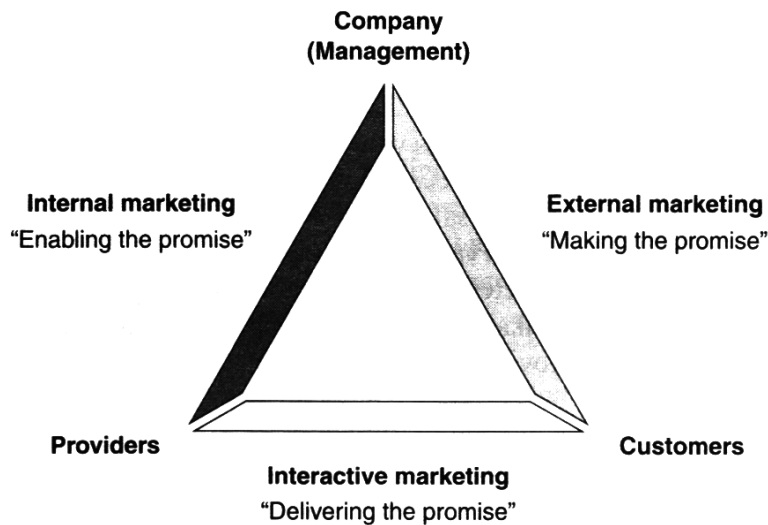 Company
(Management)
Internal marketing
“Enabling the promise”
External marketing
“Making the promise”
Providers
Customers
Interactive marketing
“Delivering the promise”